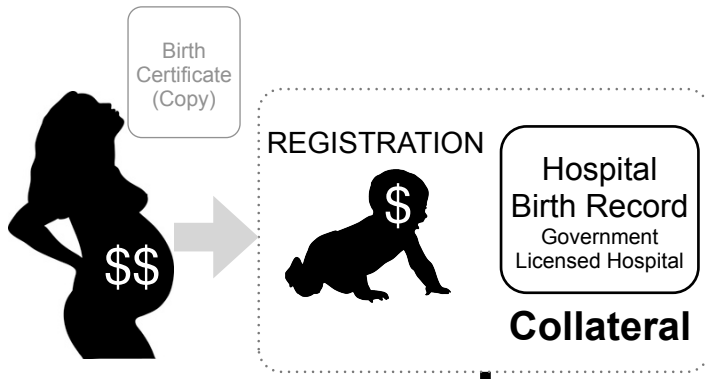 Birth
Certificate
(Copy)
REGISTRATION
Hospital
Birth Record
Government
Licensed Hospital
$
$$
Collateral